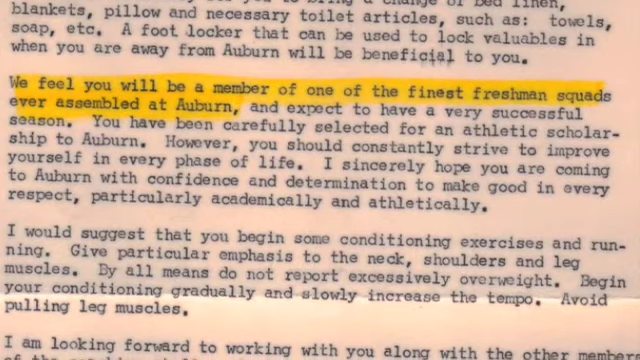 blankets, pillow and necessary toilet articles, such as: towels,
soap, etc. A foot locker that can be used to lock valuables in
when you are away from Auburn will be beneficial to you.
We feel you will be a member of one of the finest freshman squads
ever assembled at Auburn, and expect to have a very successful
season. You have been carefully selected for an athletic scholar-
ship to Auburn. However, you should constantly strive to improve
yourself in every phase of life. I sincerely hope you are coming
to Auburn with confidence and determination to make good in every
respect, particularly academically and athletically.
I would suggest that you begin some conditioning exercises and run-
ning. Give particular emphasis to the neck, shoulders and leg
muscles. By all means do not report excessively overweight. Begin
your conditioning gradually and slowly increase the tempo. Avoid
pulling leg muscles.
I am looking forward to working with you along with the other members